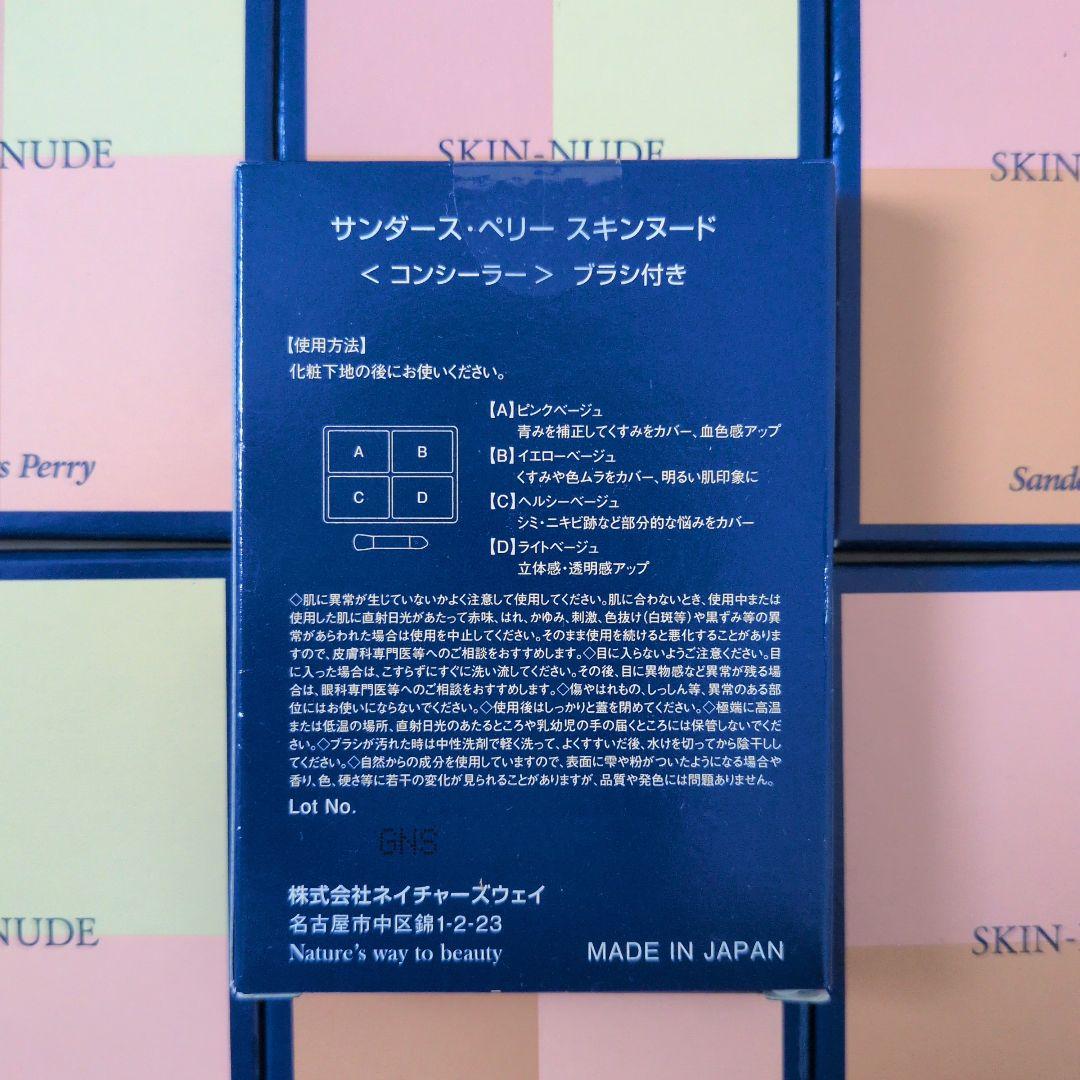 NUDE
SKIN-NUDE
SKIN-
サンダース・ペリー スキンヌード
< コンシーラー > ブラシ付き
【使用方法】
化粧下地の後にお使いください。
A
B
C
D
【A】ピンクベージュ
青みを補正してくすみをカバー、血色感アップ
【B】イエローベージュ
くすみや色ムラをカバー、明るい肌印象に
【C】ヘルシーベージュ
シミ・ニキビ跡など部分的な悩みをカバー
【D】ライトベージュ
立体感・透明感アップ
s Perry
Sand
◇肌に異常が生じていないかよく注意して使用してください。肌に合わないとき、使用中または
使用した肌に直射日光があたって赤味、はれ、かゆみ、刺激、色抜け(白斑等)や黒ずみ等の異
常があらわれた場合は使用を中止してください。そのまま使用を続けると悪化することがありま
すので、皮膚科専門医等へのご相談をおすすめします。◇目に入らないようご注意ください。目
に入った場合は、こすらずにすぐに洗い流してください。その後、目に異物感など異常が残る場
合は、眼科専門医等へのご相談をおすすめします。◇傷やはれもの、しっしん等、異常のある部
位にはお使いにならないでください。◇使用後はしっかりと蓋を閉めてください。◇極端に高温
または低温の場所、直射日光のあたるところや乳幼児の手の届くところには保管しないでくだ
さい。◇ブラシが汚れた時は中性洗剤で軽く洗って、よくすすいだ後、水けを切ってから陰干しし
てください。◇自然からの成分を使用していますので、表面に雫や粉がついたようになる場合や
香り、色、硬さ等に若干の変化が見られることがありますが、品質や発色には問題ありません。
Lot No.
GNS
株式会社ネイチャーズウェイ
名古屋市中区錦1-2-23
Nature's way to beauty
MADE IN JAPAN
NUDE
SKIN-